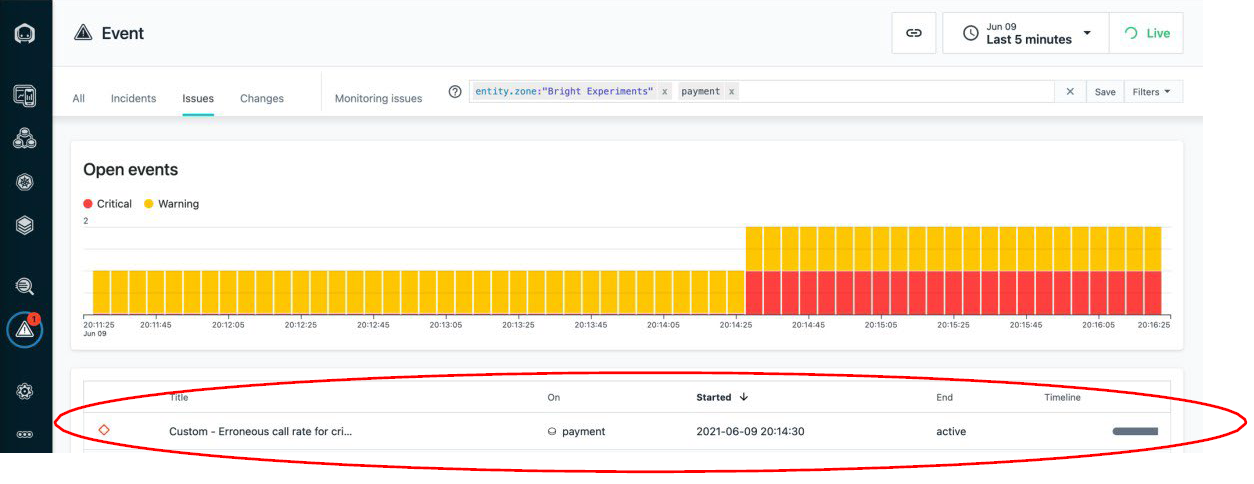 Event
Jun 09
Last 5 minutes
Live
All Incidents Issues Changes Monitoring issues
entity.zone:"Bright Experiments" x payment x
Save Filters
Open events
Critical Warning
2
20:11:25 20:11:45 20:12:05 20:12:25 20:12:45 20:13:05 20:13:25 20:13:45 20:14:05 20:14:25 20:14:45 20:15:05 20:15:25 20:15:45 20:16:05 20:16:25
Jun 09
1
Title On Started End Timeline
Custom - Erroneous call rate for cri... payment 2021-06-09 20:14:30 active